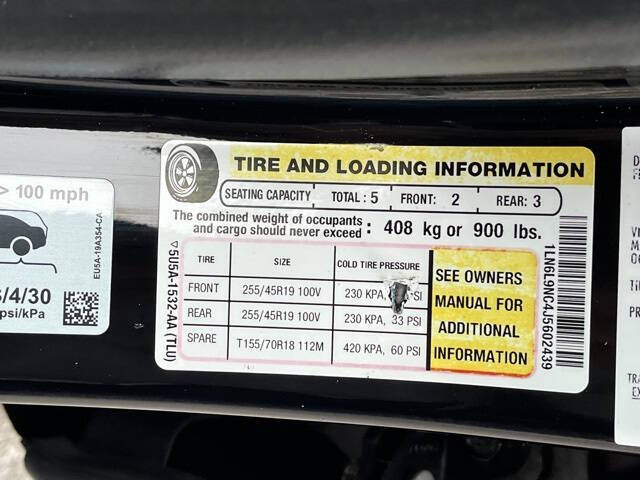 > 100 mph
EU5A-19A354-CA
/4/30
psi/kPa
TIRE AND LOADING INFORMATION
SEATING CAPACITY TOTAL : 5 FRONT: 2 REAR: 3
The combined weight of occupants
and cargo should never exceed : 408 kg or 900 lbs.
TIRE SIZE COLD TIRE PRESSURE
FRONT 255/45R19 100V 230 KPA, PSI
REAR 255/45R19 100V 230 KPA, 33 PSI
SPARE T155/70R18 112M 420 KPA, 60 PSI
SEE OWNERS
MANUAL FOR
ADDITIONAL
INFORMATION
5U5A-1532-AA (TLU)
1LN6L9NC4J5602439
TRA
EX